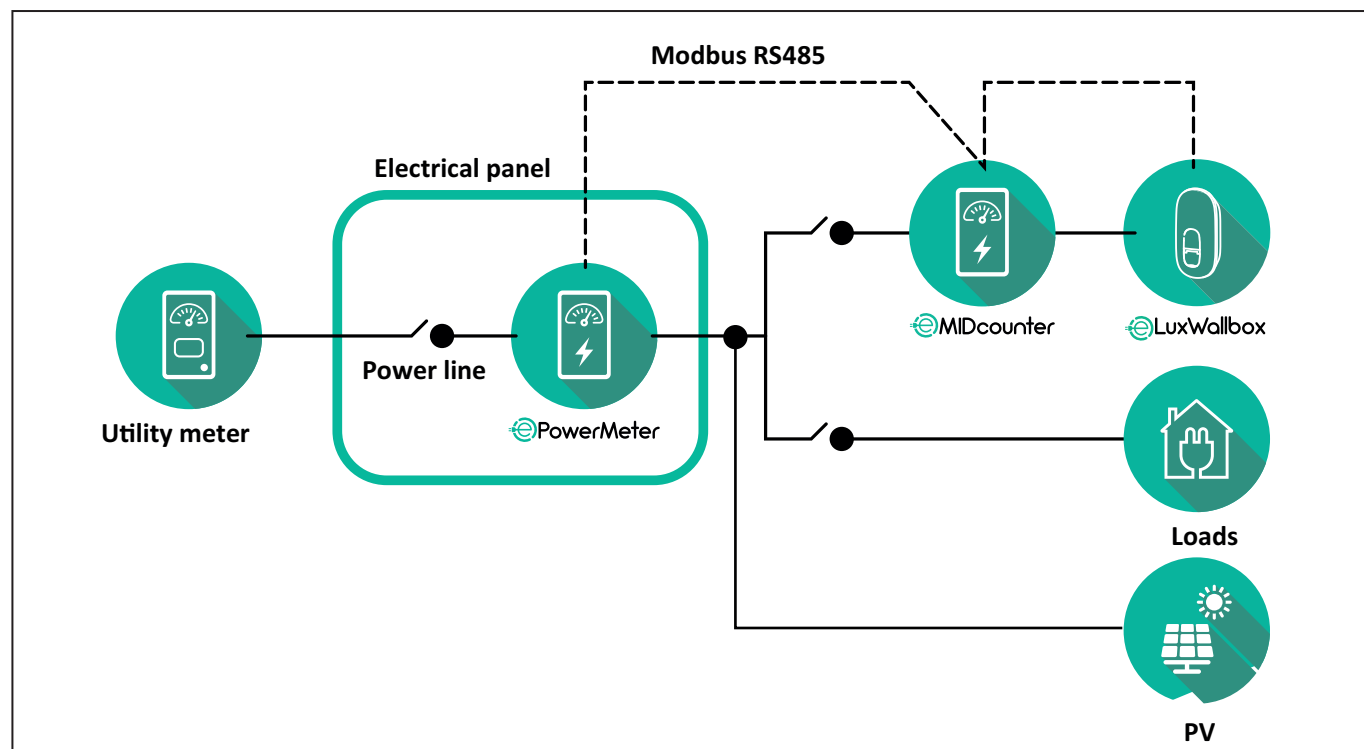 Modbus RS485
Electrical panel
Power line
Utility meter
ePowerMeter
eMIDcounter
eLuxWallbox
Loads
PV